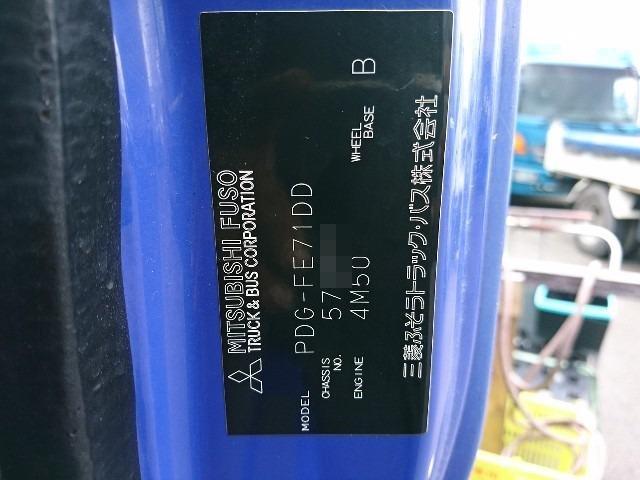 MITSUBISHI FUSO
TRUCK & BUS CORPORATION
MODEL PDG-FE71DD
CHASSIS NO. 57
ENGINE 4M50 WHEEL BASE B
三菱ふそうトラック・バス株式会社